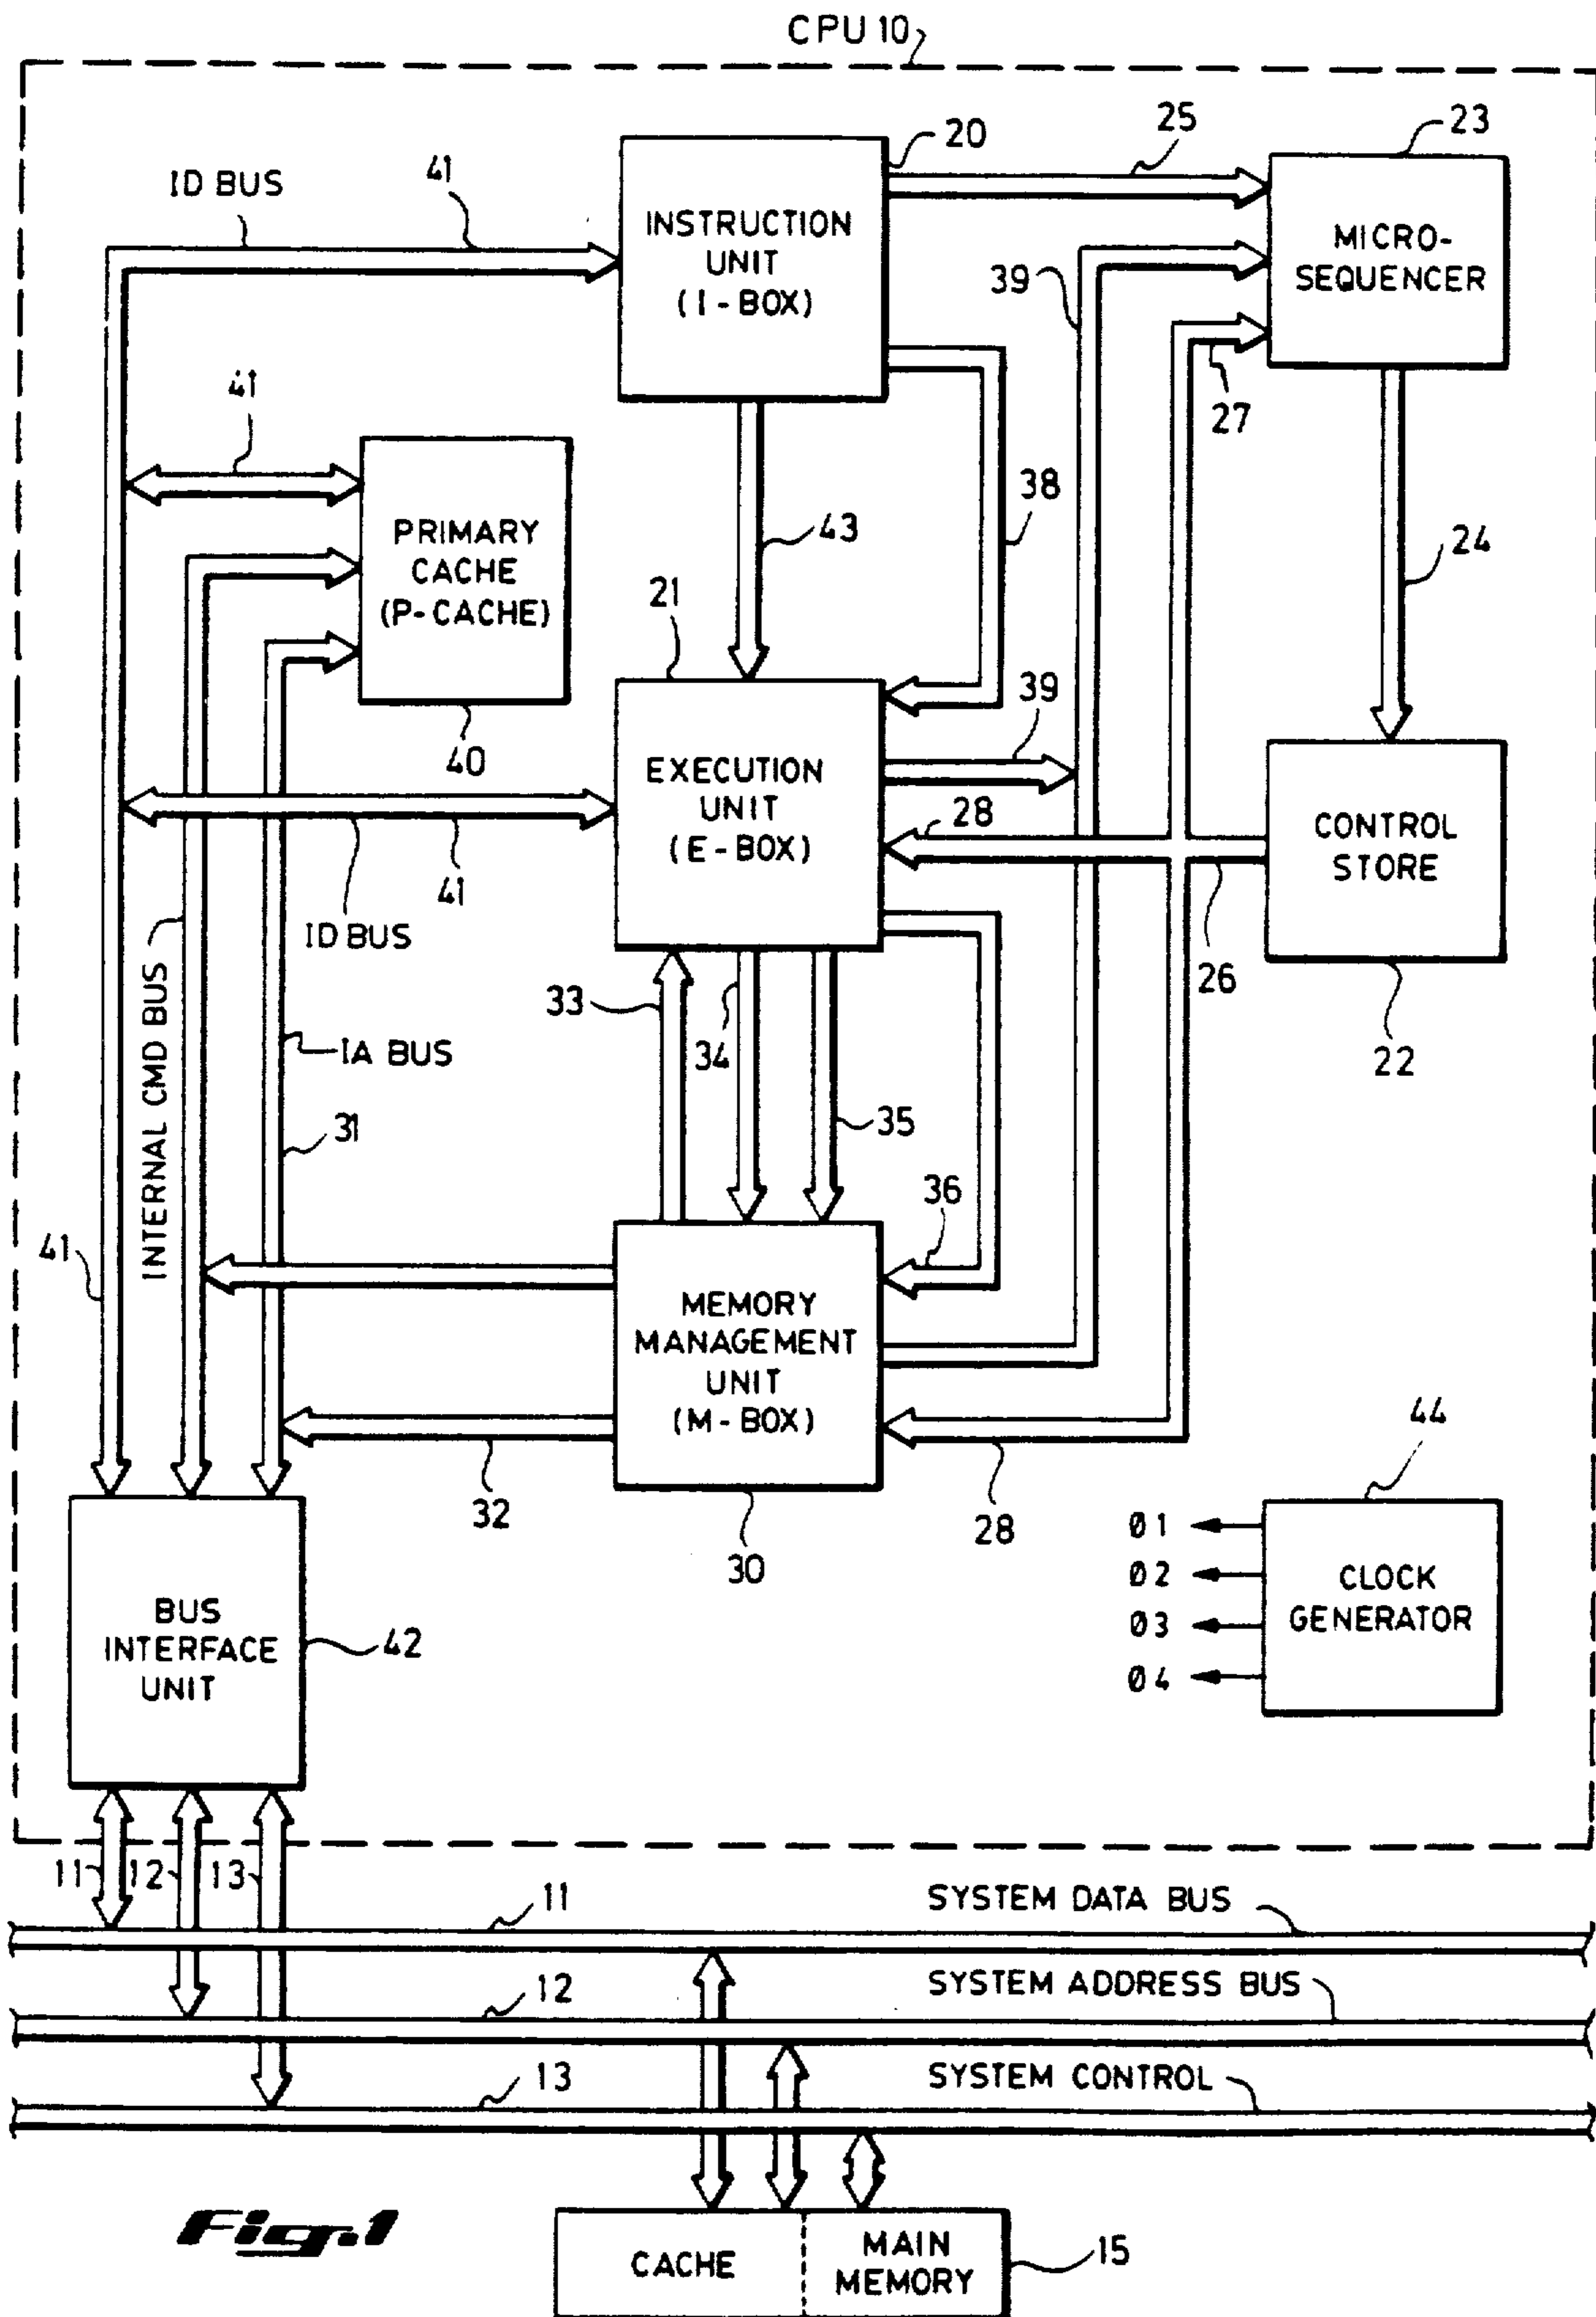 CPU 10
20
25
23
ID BUS
41
INSTRUCTION
UNIT
(I-BOX)
MICRO-
SEQUENCER
39
27
41
38
43
PRIMARY
CACHE
(P-CACHE)
24
21
40
39
EXECUTION
UNIT
(E-BOX)
28
CONTROL
STORE
41
ID BUS
26
33
34
22
INTERNAL CMD BUS
IA BUS
31
35
36
41
MEMORY
MANAGEMENT
UNIT
(M-BOX)
44
32
28
30
Ø1
Ø2
Ø3
Ø4
CLOCK
GENERATOR
BUS
INTERFACE
UNIT
42
11
12
13
11
SYSTEM DATA BUS
12
SYSTEM ADDRESS BUS
13
SYSTEM CONTROL
Fig.1
CACHE
MAIN
MEMORY
15